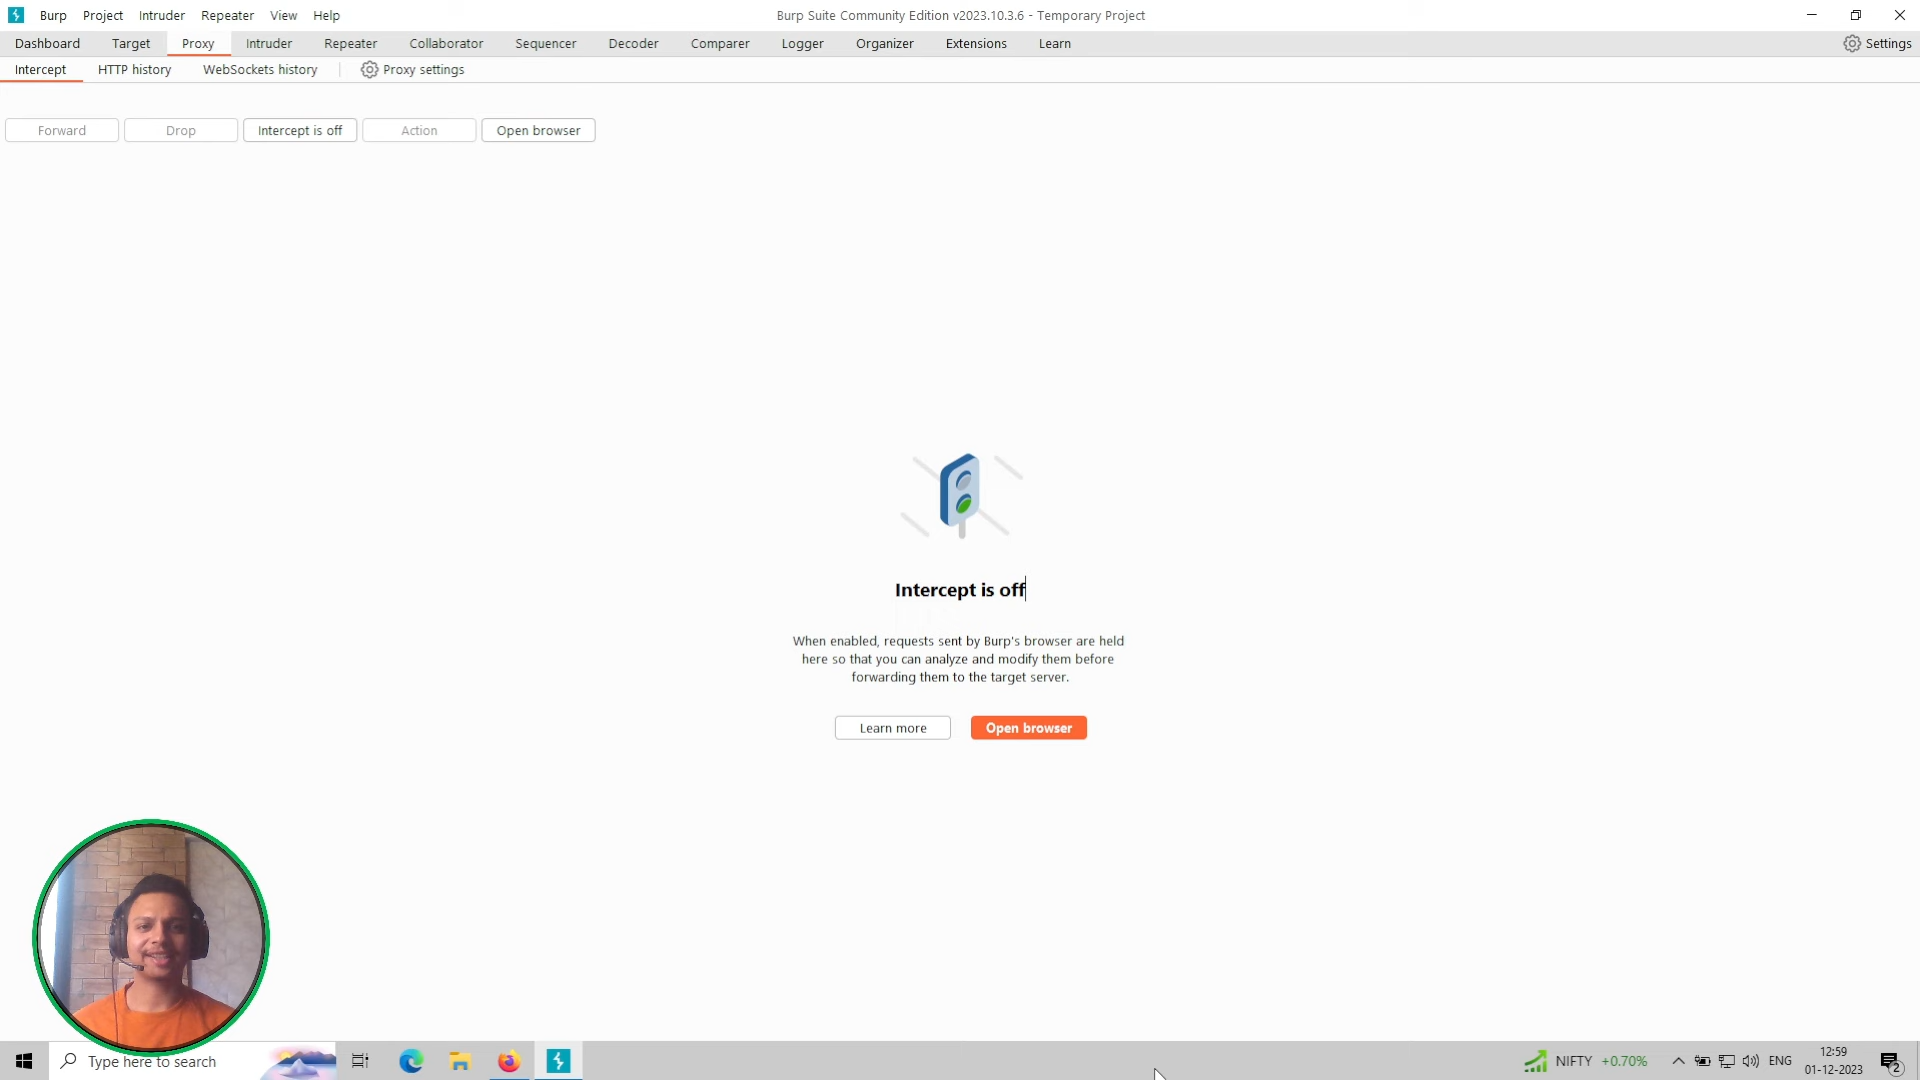 Burp Project Intruder Repeater View Help Burp Suite Community Edition v2023.10.3.6 - Temporary Project
Dashboard Target Proxy Intruder Repeater Collaborator Sequencer Decoder Comparer Logger Organizer Extensions Learn Settings
Intercept HTTP history WebSockets history Proxy settings
Forward Drop Intercept is off Action Open browser
Intercept is off
When enabled, requests sent by Burp's browser are held
here so that you can analyze and modify them before
forwarding them to the target server.
Learn more Open browser
Type here to search NIFTY +0.70% ENG 12:59
01-12-2023 2